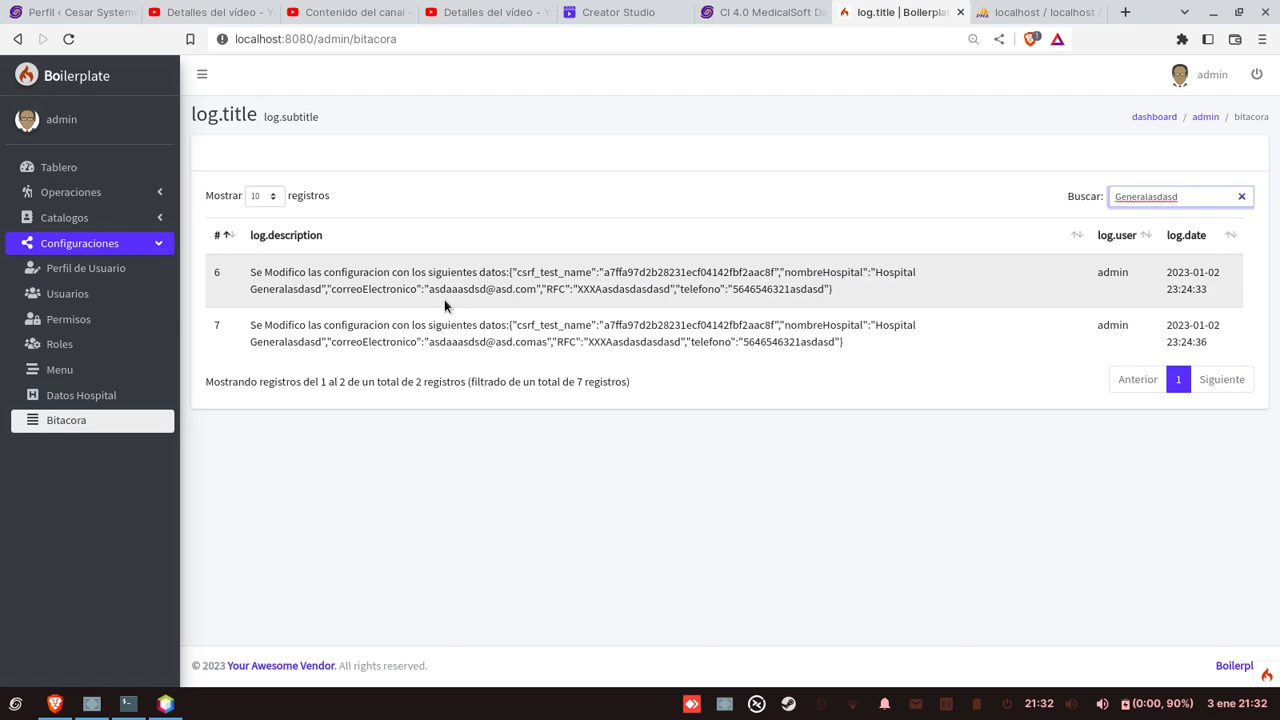 Perfil ‹ Cesar Systems
Detalles del vídeo - Y
Contenido del canal -
Detalles del vídeo - Y
Creator Studio
CI 4.0 MedicalSoft Da
log.title | Boilerplat
localhost / localhost /
localhost:8080/admin/bitacora
1
Boilerplate
admin
admin
Tablero
Operaciones
Catalogos
Configuraciones
Perfil de Usuario
Usuarios
Permisos
Roles
Menu
Datos Hospital
Bitacora
log.title log.subtitle
dashboard / admin / bitacora
Mostrar 10 registros
Buscar: Generalasdasd
# log.description log.user log.date
6 Se Modifico las configuracion con los siguientes datos:{"csrf_test_name":"a7ffa97d2b28231ecf04142fbf2aac8f","nombreHospital":"Hospital admin 2023-01-02
Generalasdasd","correoElectronico":"asdaaasdsd@asd.com","RFC":"XXXAasdasdasdasd","telefono":"5646546321asdasd"} 23:24:33
7 Se Modifico las configuracion con los siguientes datos:{"csrf_test_name":"a7ffa97d2b28231ecf04142fbf2aac8f","nombreHospital":"Hospital admin 2023-01-02
Generalasdasd","correoElectronico":"asdaaasdsd@asd.comas","RFC":"XXXAasdasdasdasd","telefono":"5646546321asdasd"} 23:24:36
Mostrando registros del 1 al 2 de un total de 2 registros (filtrado de un total de 7 registros)
Anterior 1 Siguiente
© 2023 Your Awesome Vendor. All rights reserved.
Boilerpl
21:32
(0:00, 90%)
3 ene 21:32